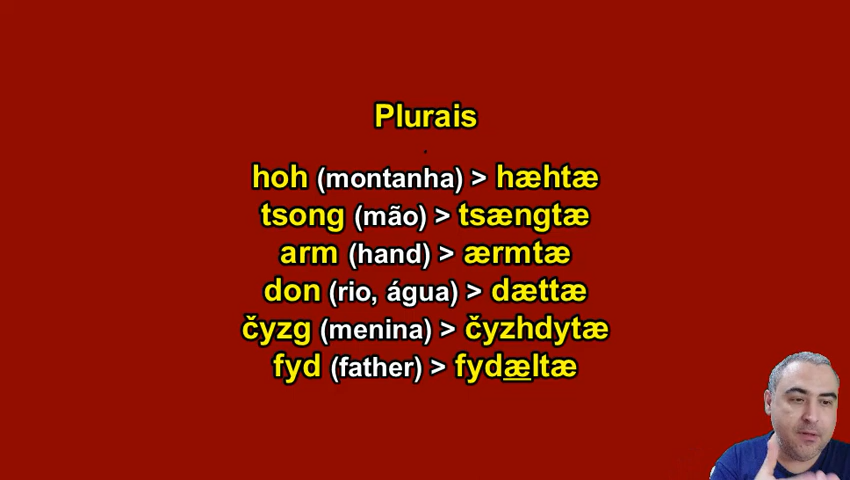 Plurais
hoh (montanha) > hæhtæ
tsong (mão) > tsængtæ
arm (hand) > ærmtæ
don (rio, água) > dættæ
čyzg (menina) > čyzhdytæ
fyd (father) > fydæltæ